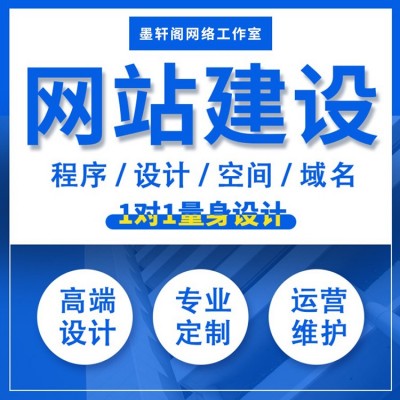 墨轩阁网络工作室
网站建设
程序 / 设计 / 空间 / 域名
1对1量身设计
高端
设计
专业
定制
运营
维护